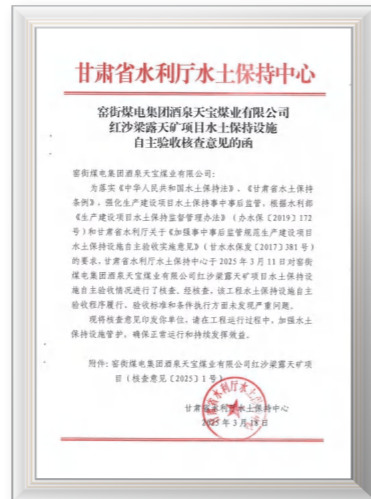 甘肃省水利厅水土保持中心
窑街煤电集团酒泉天宝煤业有限公司
红沙梁露天矿项目水土保持设施
自主验收核查意见的函
窑街煤电集团酒泉天宝煤业有限公司:
为落实《中华人民共和国水土保持法》、《甘肃省水土保持
条例》,强化生产建设项目水土保持事中事后监管,根据水利部
《生产建设项目水土保持监督管理办法》(办水保〔2019〕172
号)和甘肃省水利厅关于《加强事中事后监管规范生产建设项目
水土保持设施自主验收实施意见》(甘水水保发〔2017〕381 号)
的要求,甘肃省水利厅水土保持中心于 2025 年 3 月 11 日对窑街
煤电集团酒泉天宝煤业有限公司红沙梁露天矿项目水土保持设
施自主验收情况进行了核查。经核查,该工程水土保持设施自主
验收程序履行、验收标准和条件执行方面未发现严重问题。
现将核查意见印发你单位,请在工程运行过程中,加强水土
保持设施管护,确保正常运行和持续发挥效益。
附件:窑街煤电集团酒泉天宝煤业有限公司红沙梁露天矿项
目(核查意见〔2025〕1 号)
甘肃省水利厅水土保持中心
2025 年 3 月 18 日